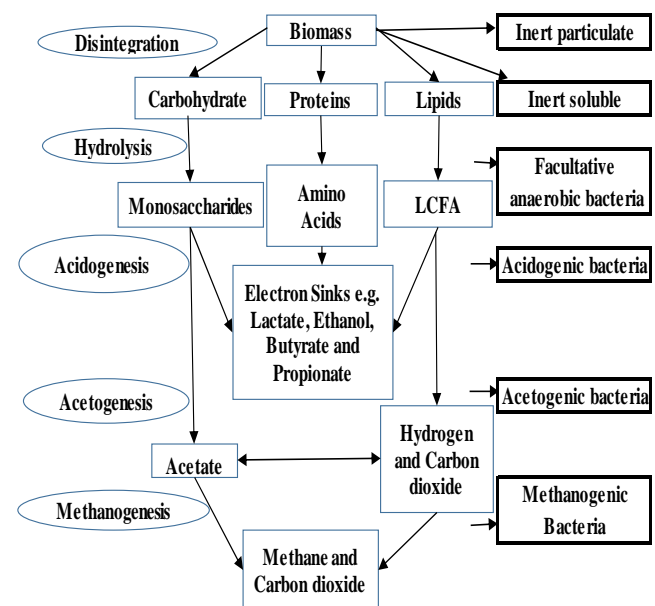 Biomass
Inert particulate
Disintegration
Carbohydrate
Proteins
Lipids
Inert soluble
Hydrolysis
Facultative
anaerobic bacteria
Monosaccharides
Amino
Acids
LCFA
Acidogenesis
Acidogenic bacteria
Electron Sinks e.g.
Lactate, Ethanol,
Butyrate and
Propionate
Acetogenesis
Acetogenic bacteria
Hydrogen
and Carbon
dioxide
Acetate
Methanogenesis
Methanogenic
Bacteria
Methane and
Carbon dioxide